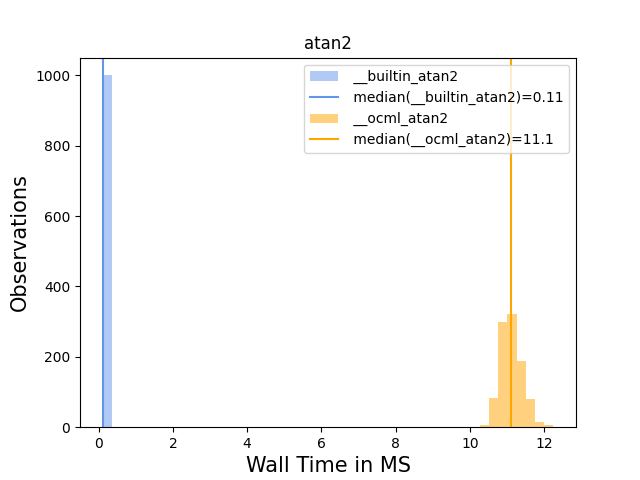 atan2
__builtin_atan2
median(__builtin_atan2)=0.11
__ocml_atan2
median(__ocml_atan2)=11.1
1000
800
600
400
200
0
Observations
0 2 4 6 8 10 12
Wall Time in MS